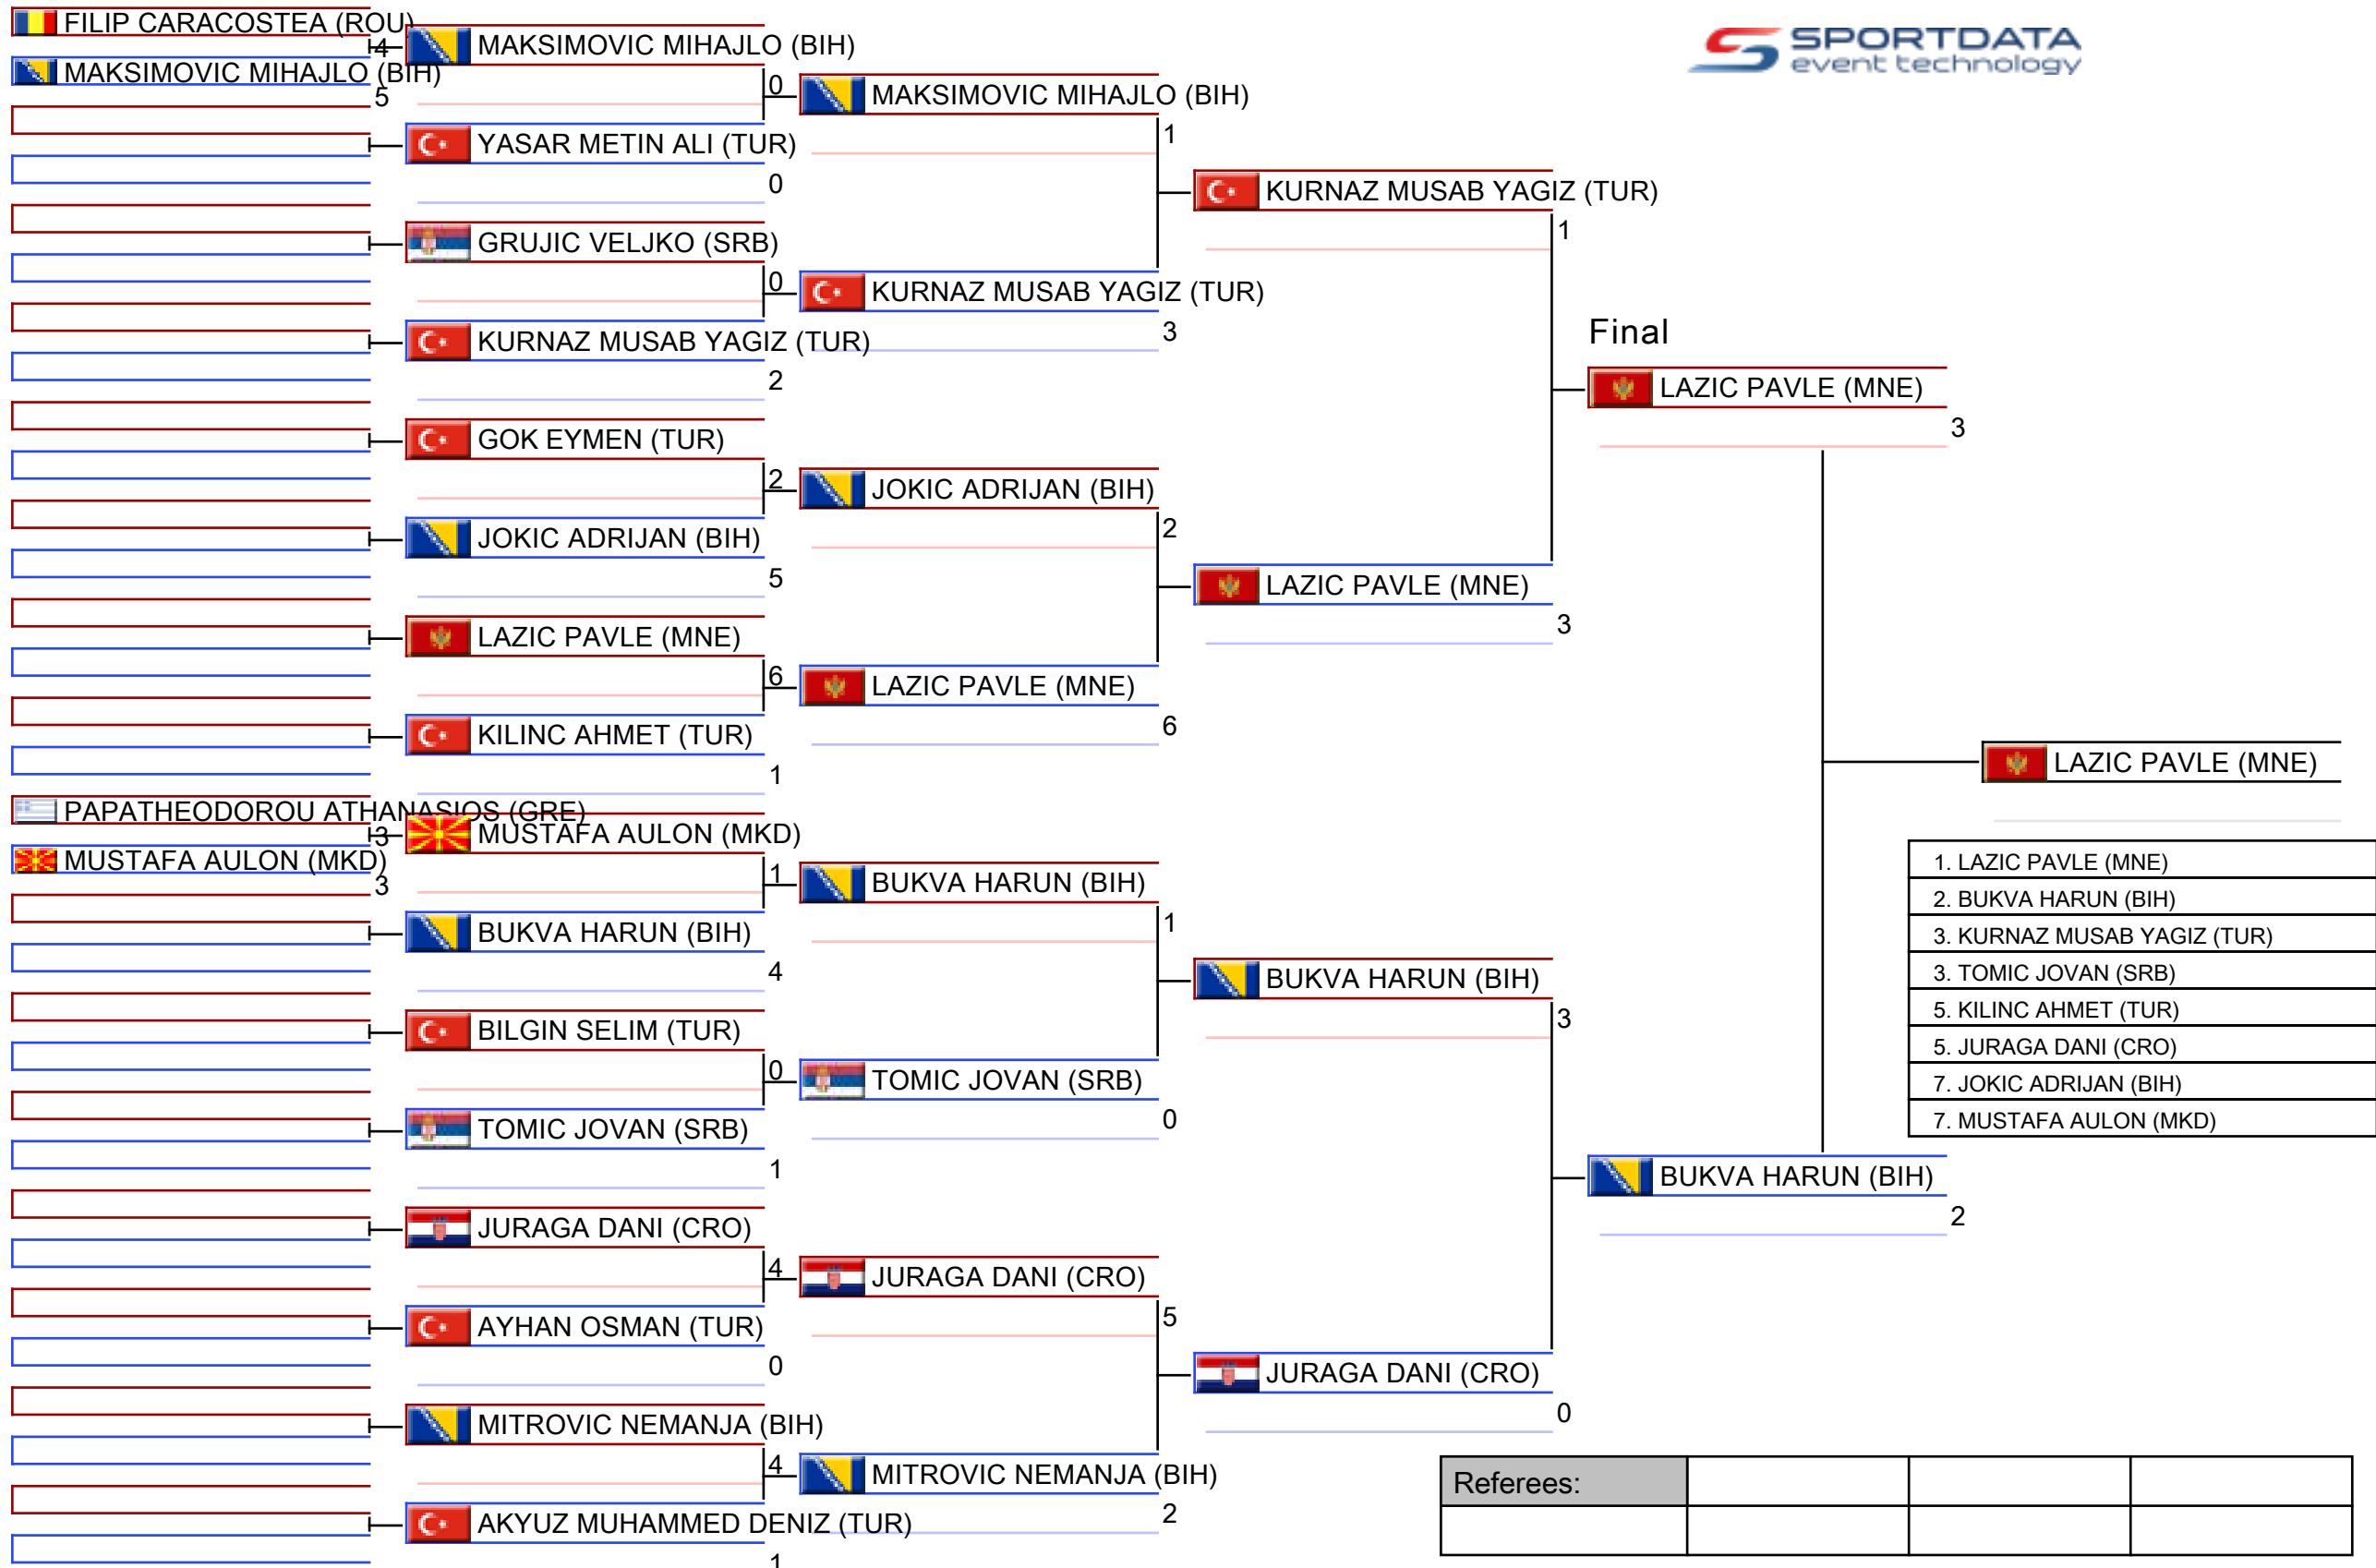 FILIP CARACOSTEA (ROU)
4
MAKSIMOVIC MIHAJLO (BIH)
5
PAPATHEODOROU ATHANASIOS (GRE)
3
MUSTAFA AULON (MKD)
3
MAKSIMOVIC MIHAJLO (BIH)
0
YASAR METIN ALI (TUR)
0
GRUJIC VELJKO (SRB)
0
KURNAZ MUSAB YAGIZ (TUR)
2
GOK EYMEN (TUR)
2
JOKIC ADRIJAN (BIH)
5
LAZIC PAVLE (MNE)
6
KILINC AHMET (TUR)
1
MUSTAFA AULON (MKD)
1
BUKVA HARUN (BIH)
4
BILGIN SELIM (TUR)
0
TOMIC JOVAN (SRB)
1
JURAGA DANI (CRO)
4
AYHAN OSMAN (TUR)
0
MITROVIC NEMANJA (BIH)
4
AKYUZ MUHAMMED DENIZ (TUR)
1
MAKSIMOVIC MIHAJLO (BIH)
1
KURNAZ MUSAB YAGIZ (TUR)
3
JOKIC ADRIJAN (BIH)
2
LAZIC PAVLE (MNE)
6
BUKVA HARUN (BIH)
1
TOMIC JOVAN (SRB)
0
JURAGA DANI (CRO)
5
MITROVIC NEMANJA (BIH)
2
KURNAZ MUSAB YAGIZ (TUR)
1
LAZIC PAVLE (MNE)
3
BUKVA HARUN (BIH)
3
JURAGA DANI (CRO)
0
Final
LAZIC PAVLE (MNE)
3
BUKVA HARUN (BIH)
2
SPORTDATA
event technology
LAZIC PAVLE (MNE)
1. LAZIC PAVLE (MNE)
2. BUKVA HARUN (BIH)
3. KURNAZ MUSAB YAGIZ (TUR)
3. TOMIC JOVAN (SRB)
5. KILINC AHMET (TUR)
5. JURAGA DANI (CRO)
7. JOKIC ADRIJAN (BIH)
7. MUSTAFA AULON (MKD)
Referees: